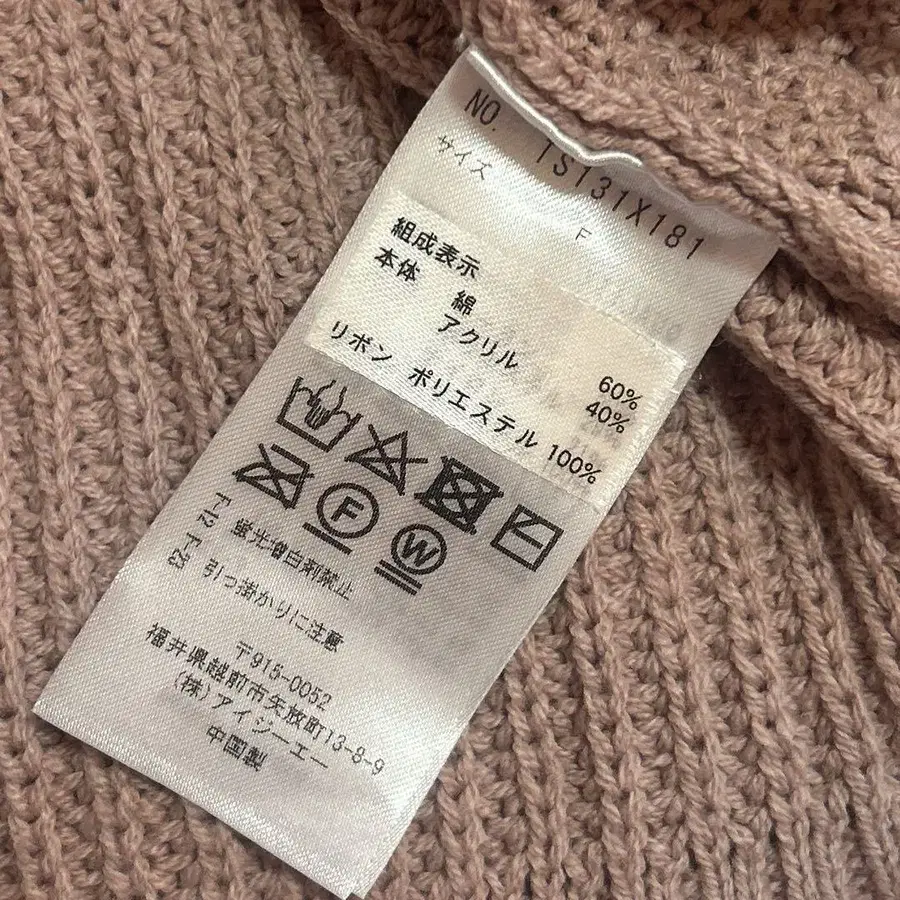 NO. TS131X181
サイズ F
組成表示
本体 綿 60%
アクリル 40%
リボン ポリエステル 100%
F
W
F-12 蛍光増白剤禁止
F-23 引っ掛かりに注意
〒915-0052
福井県越前市矢放町13-8-9
(株)アイジーエー
中国製